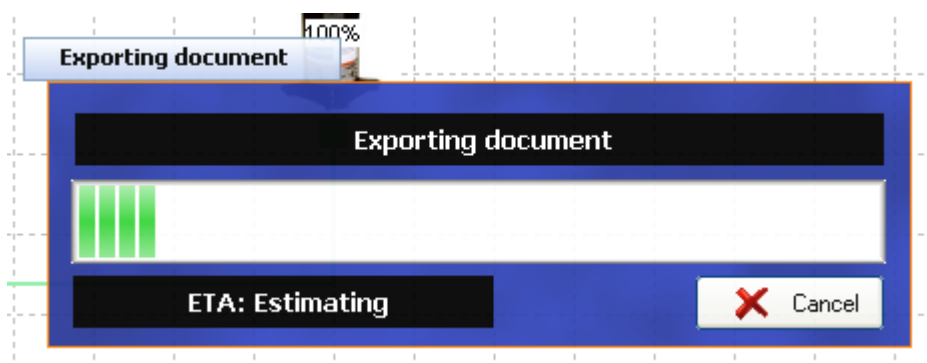 100%
Exporting document
Exporting document
ETA: Estimating
Cancel